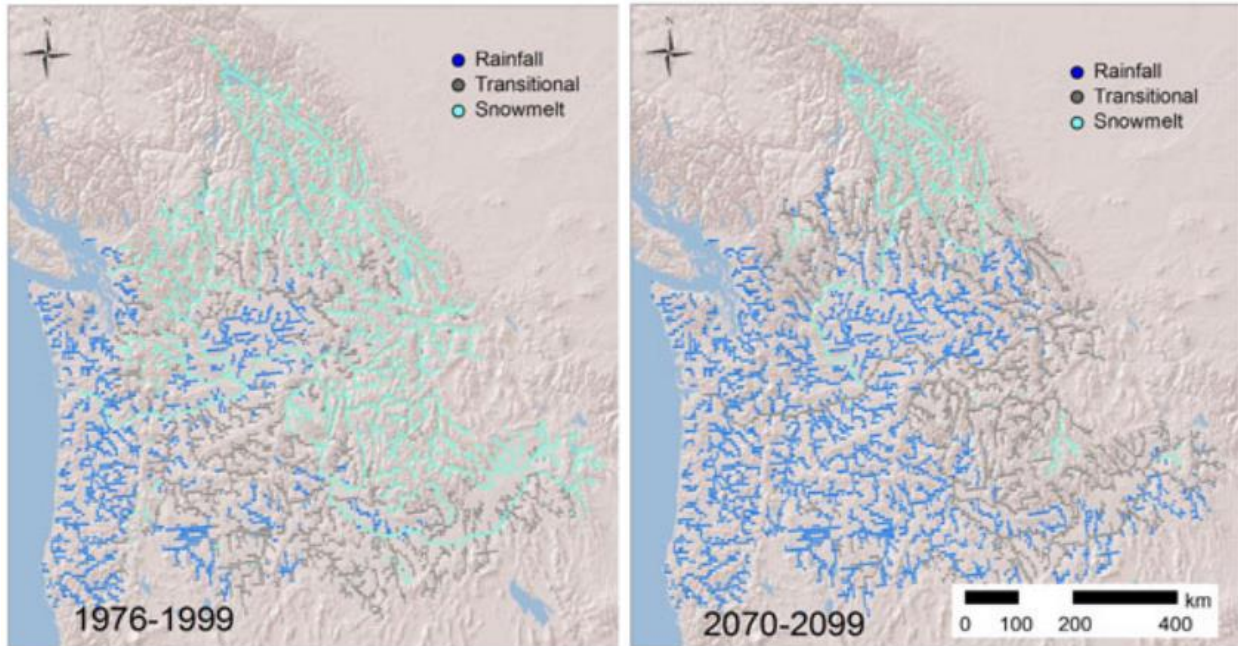 N
Rainfall
Transitional
Snowmelt
1976-1999
N
Rainfall
Transitional
Snowmelt
2070-2099
km
0 100 200 400